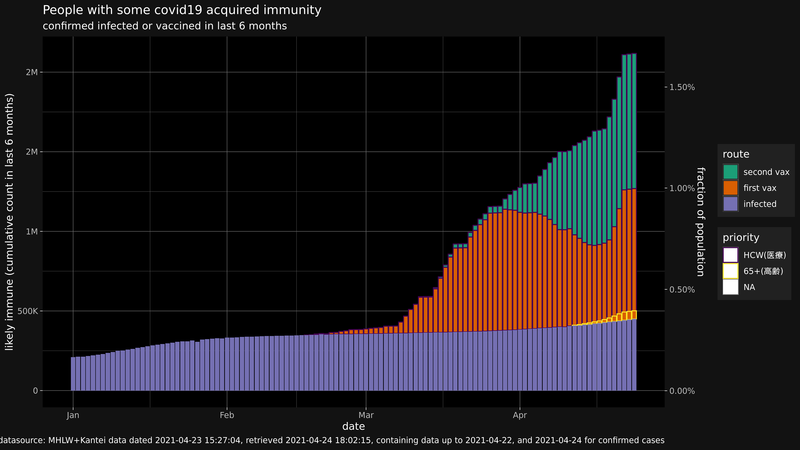 People with some covid19 acquired immunity
confirmed infected or vaccined in last 6 months
likely immune (cumulative count in last 6 months)
2M
2M
1M
500K
0
1.50%
1.00%
0.50%
0.00%
fraction of population
Jan
Feb
Mar
Apr
date
route
second vax
first vax
infected
priority
HCW(医療)
65+(高齢)
NA
datasource: MHLW+Kantei data dated 2021-04-23 15:27:04, retrieved 2021-04-24 18:02:15, containing data up to 2021-04-22, and 2021-04-24 for confirmed cases